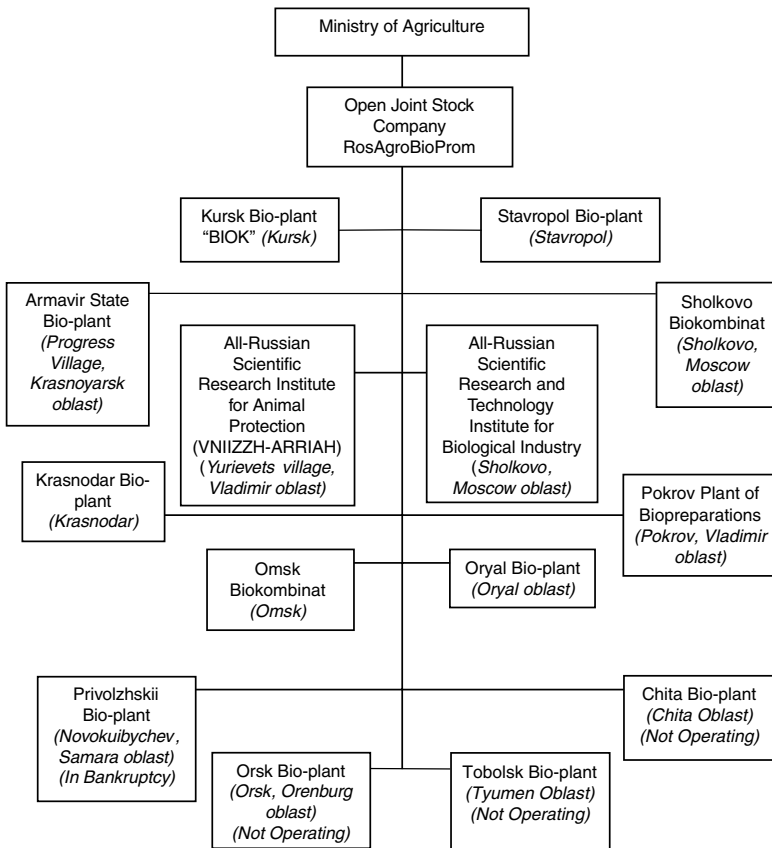 Ministry of Agriculture
Open Joint Stock
Company
RosAgroBioProm
Kursk Bio-plant
“BIOK” (Kursk)
Stavropol Bio-plant
(Stavropol)
Armavir State
Bio-plant
(Progress
Village,
Krasnoyarsk
oblast)
Sholkovo
Biokombinat
(Sholkovo,
Moscow
oblast)
All-Russian
Scientific
Research Institute
for Animal
Protection
(VNIIZZH-ARRIAH)
(Yurievets village,
Vladimir oblast)
All-Russian
Scientific
Research and
Technology
Institute for
Biological Industry
(Sholkovo,
Moscow oblast)
Krasnodar Bio-
plant
(Krasnodar)
Pokrov Plant of
Biopreparations
(Pokrov, Vladimir
oblast)
Omsk
Biokombinat
(Omsk)
Oryal Bio-plant
(Oryal oblast)
Privolzhskii
Bio-plant
(Novokuibychev,
Samara oblast)
(In Bankruptcy)
Chita Bio-plant
(Chita Oblast)
(Not Operating)
Orsk Bio-plant
(Orsk, Orenburg
oblast)
(Not Operating)
Tobolsk Bio-plant
(Tyumen Oblast)
(Not Operating)